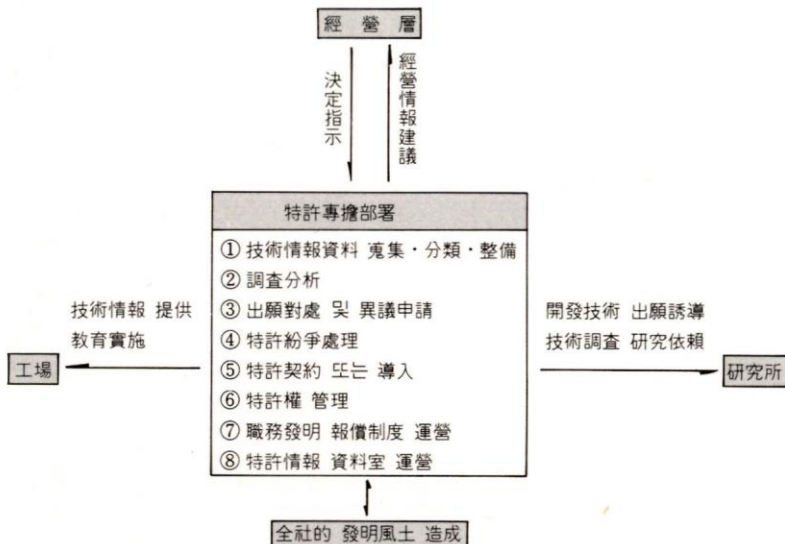 經營層
決定指示
經營情報建議
特許專擔部署
① 技術情報資料 蒐集·分類·整備
② 調査分析
③ 出願對處 및 異議申請
④ 特許紛爭處理
⑤ 特許契約 또는 導入
⑥ 特許權 管理
⑦ 職務發明 報償制度 運營
⑧ 特許情報 資料室 運營
技術情報 提供
教育實施
工場
開發技術 出願誘導
技術調査 研究依賴
研究所
全社的 發明風土 造成